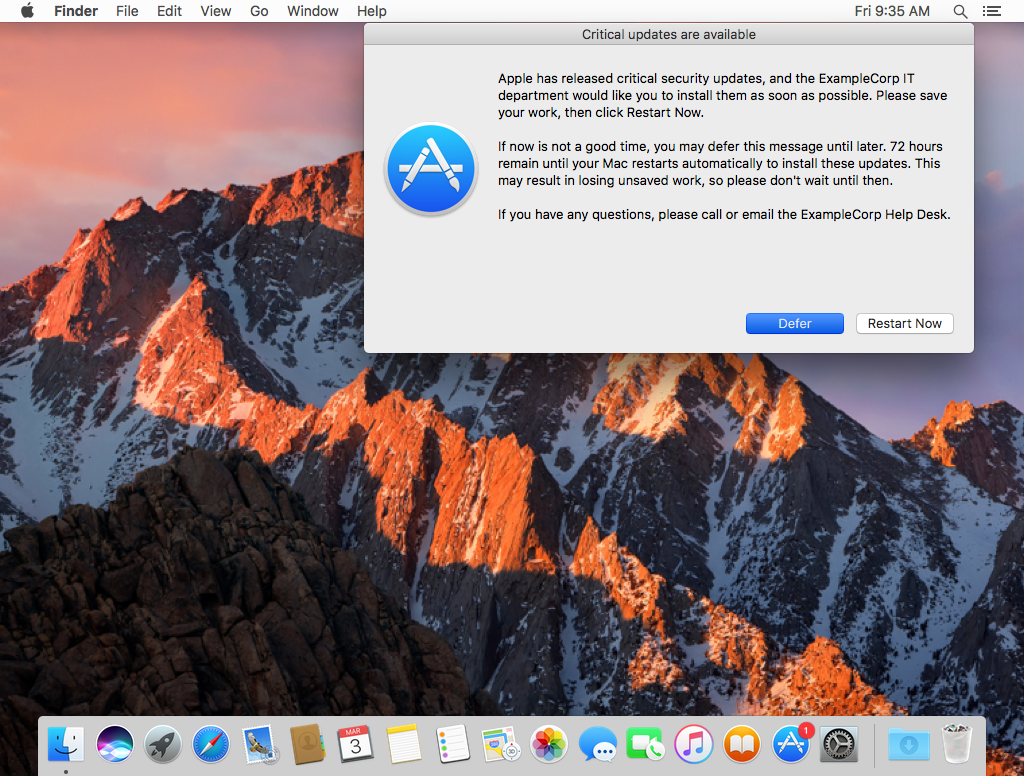 Finder File Edit View Go Window Help Fri 9:35 AM
Critical updates are available
Apple has released critical security updates, and the ExampleCorp IT
department would like you to install them as soon as possible. Please save
your work, then click Restart Now.
If now is not a good time, you may defer this message until later. 72 hours
remain until your Mac restarts automatically to install these updates. This
may result in losing unsaved work, so please don't wait until then.
If you have any questions, please call or email the ExampleCorp Help Desk.
Defer Restart Now
MAR
3
1